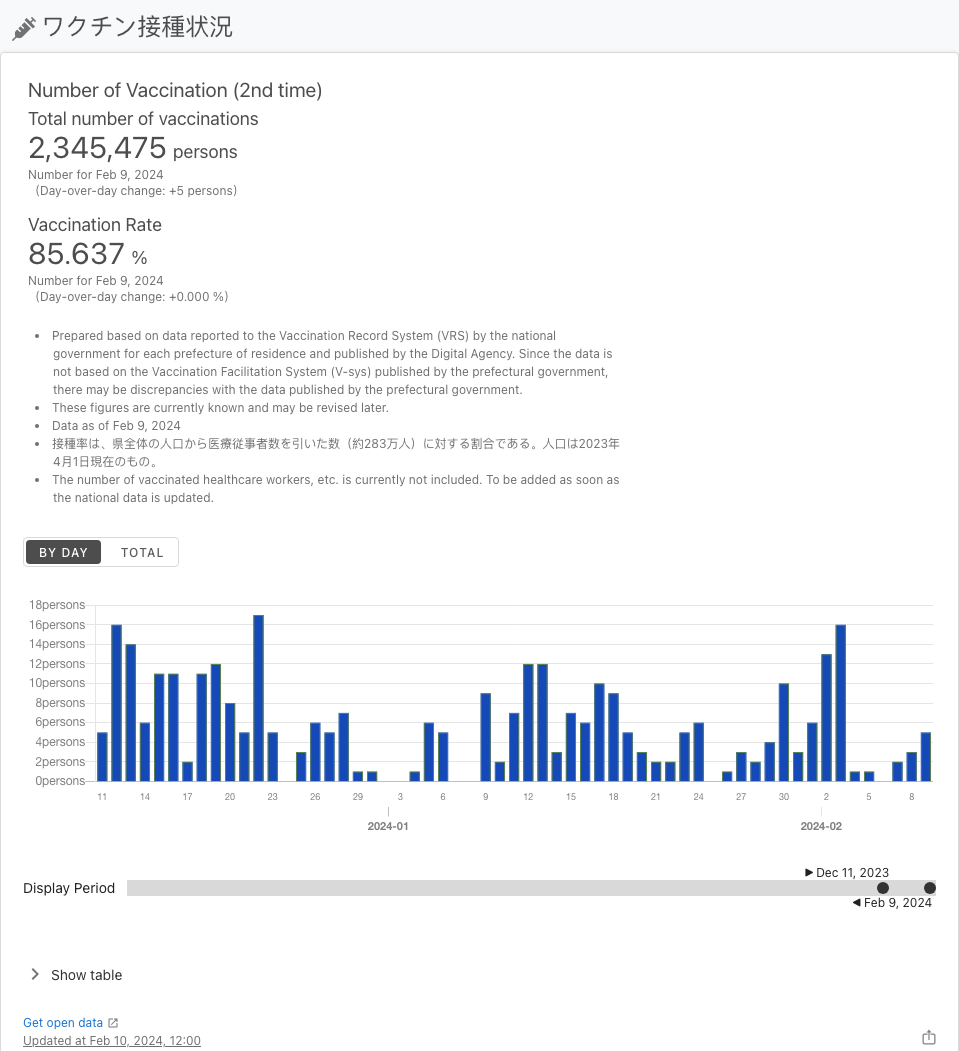 ワクチン接種状況
Number of Vaccination (2nd time)
Total number of vaccinations
2,345,475 persons
Number for Feb 9, 2024
(Day-over-day change: +5 persons)
Vaccination Rate
85.637 %
Number for Feb 9, 2024
(Day-over-day change: +0.000 %)
• Prepared based on data reported to the Vaccination Record System (VRS) by the national
government for each prefecture of residence and published by the Digital Agency. Since the data is
not based on the Vaccination Facilitation System (V-sys) published by the prefectural government,
there may be discrepancies with the data published by the prefectural government.
• These figures are currently known and may be revised later.
• Data as of Feb 9, 2024
• 接種率は、県全体の人口から医療従事者数を引いた数（約283万人）に対する割合である。人口は2023年
4月1日現在のもの。
• The number of vaccinated healthcare workers, etc. is currently not included. To be added as soon as
the national data is updated.
BY DAY TOTAL
18persons
16persons
14persons
12persons
10persons
8persons
6persons
4persons
2persons
0persons
11 14 17 20 23 26 29 3 6 9 12 15 18 21 24 27 30 2 5 8
2024-01 2024-02
Dec 11, 2023
Display Period
Feb 9, 2024
Show table
Get open data
Updated at Feb 10, 2024, 12:00